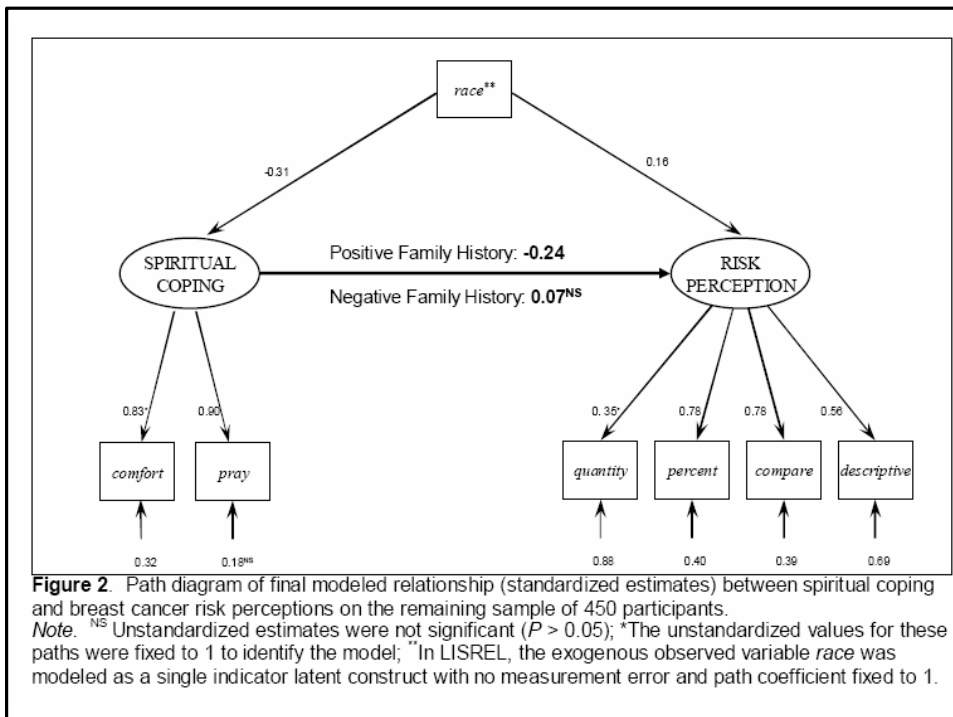 race**
-0.31
0.16
Positive Family History: -0.24
SPIRITUAL
COPING
RISK
PERCEPTION
Negative Family History: 0.07NS
0.83*
0.90
0.35*
0.78
0.78
0.56
comfort
pray
quantity
percent
compare
descriptive
0.32
0.18NS
0.88
0.40
0.39
0.69
Figure 2. Path diagram of final modeled relationship (standardized estimates) between spiritual coping
and breast cancer risk perceptions on the remaining sample of 450 participants.
Note. NS Unstandardized estimates were not significant (P > 0.05); *The unstandardized values for these
paths were fixed to 1 to identify the model; **In LISREL, the exogenous observed variable race was
modeled as a single indicator latent construct with no measurement error and path coefficient fixed to 1.